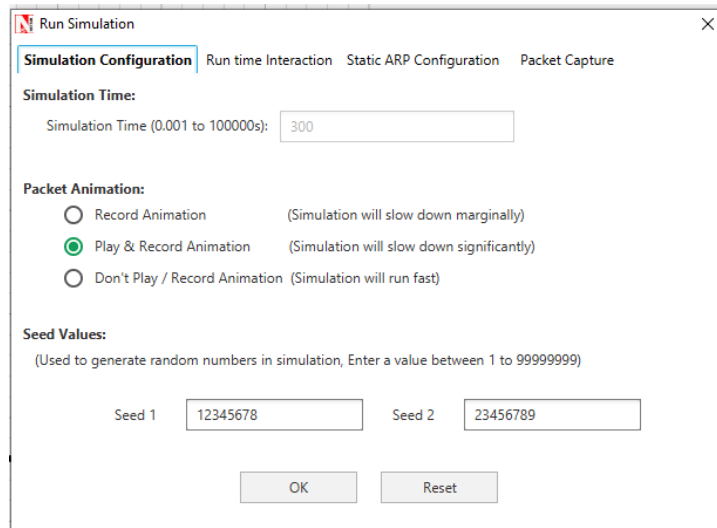 Run Simulation
Simulation Configuration Run time Interaction Static ARP Configuration Packet Capture
Simulation Time:
Simulation Time (0.001 to 100000s): 300
Packet Animation:
Record Animation (Simulation will slow down marginally)
Play & Record Animation (Simulation will slow down significantly)
Don't Play / Record Animation (Simulation will run fast)
Seed Values:
(Used to generate random numbers in simulation, Enter a value between 1 to 99999999)
Seed 1 12345678 Seed 2 23456789
OK Reset